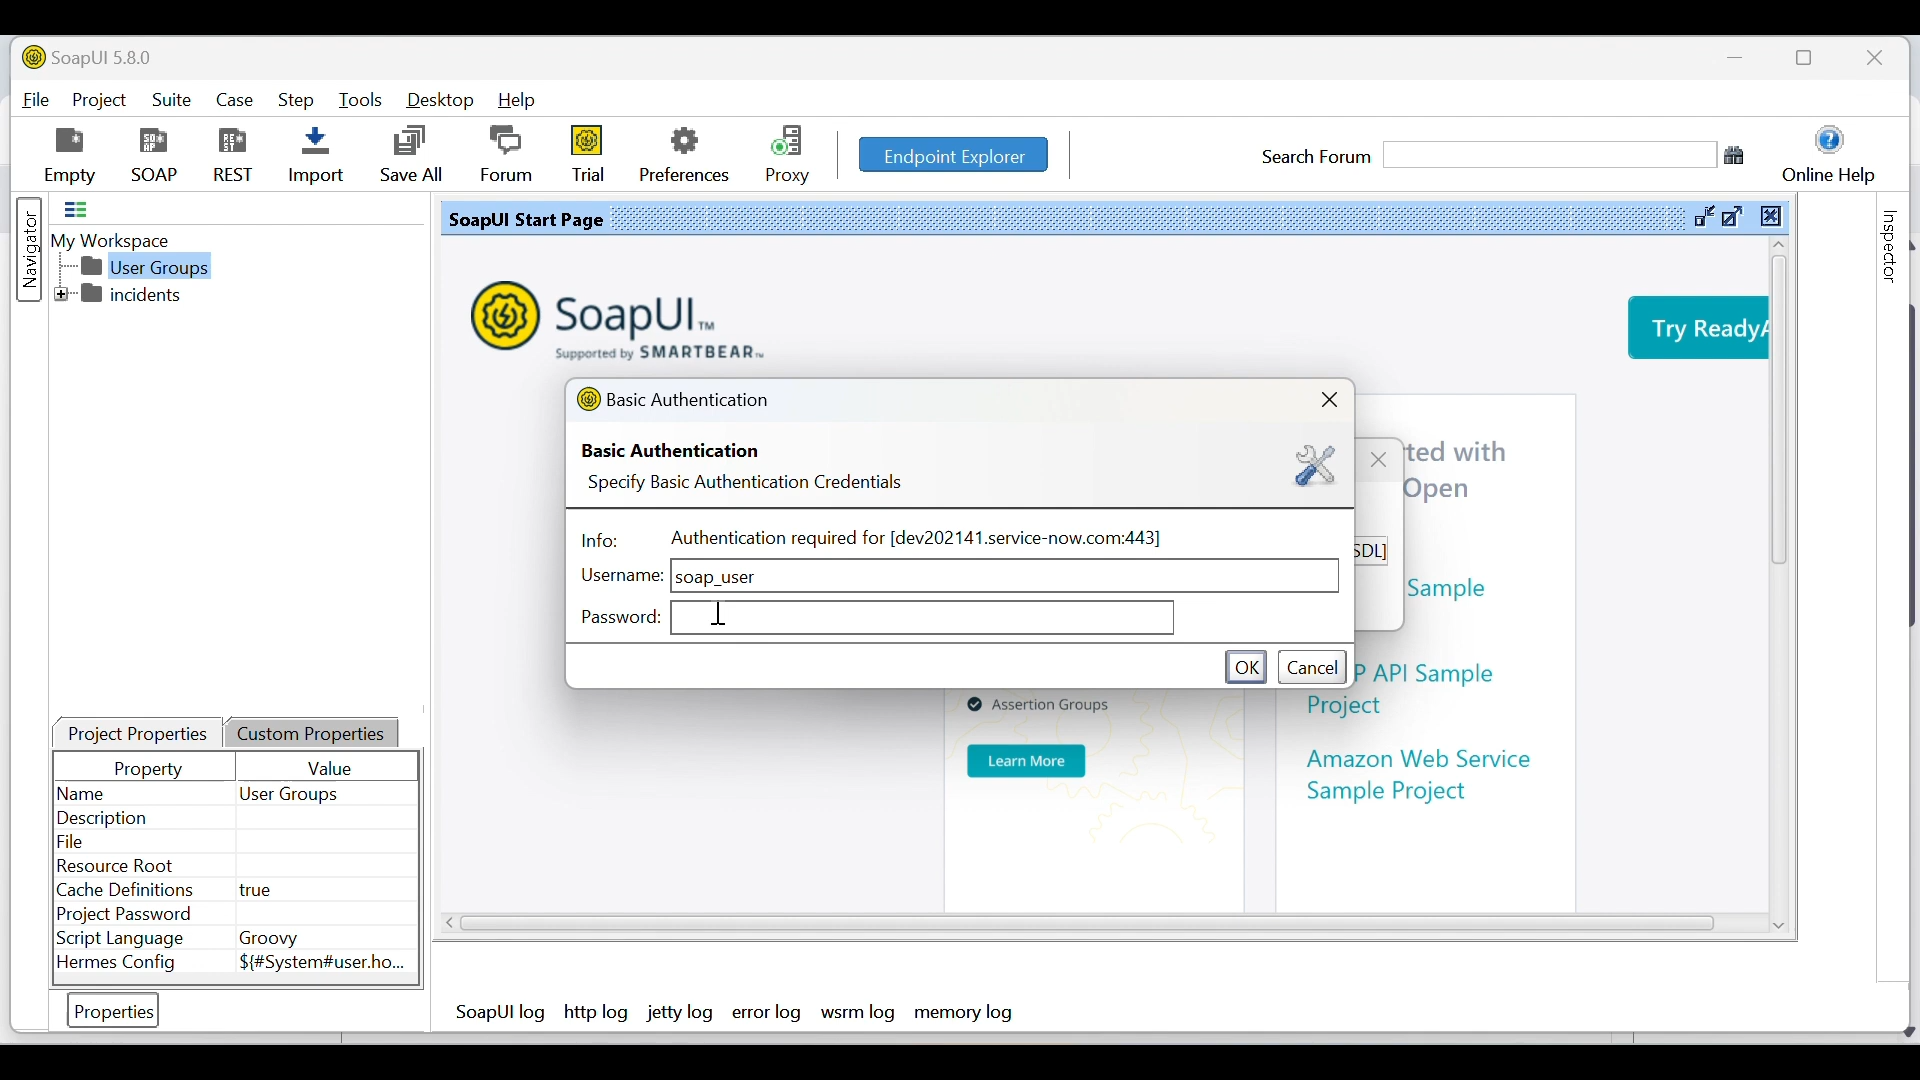 SoapUI 5.8.0
File Project Suite Case Step Tools Desktop Help
Empty SOAP REST Import Save All Forum Trial Preferences Proxy Endpoint Explorer Search Forum Online Help
Navigator
SoapUI Start Page
Inspector
My Workspace
User Groups
incidents
SoapUI™
Supported by SMARTBEAR™
Try ReadyA
Basic Authentication
Basic Authentication
Specify Basic Authentication Credentials
Info: Authentication required for [dev202141.service-now.com:443]
Username: soap_user
Password:
OK Cancel
ted with
Open
SDL]
Sample
P API Sample
Project
Assertion Groups
Learn More
Amazon Web Service
Sample Project
Project Properties Custom Properties
Property Value
Name User Groups
Description
File
Resource Root
Cache Definitions true
Project Password
Script Language Groovy
Hermes Config ${#System#user.ho...
Properties
SoapUI log http log jetty log error log wsrm log memory log